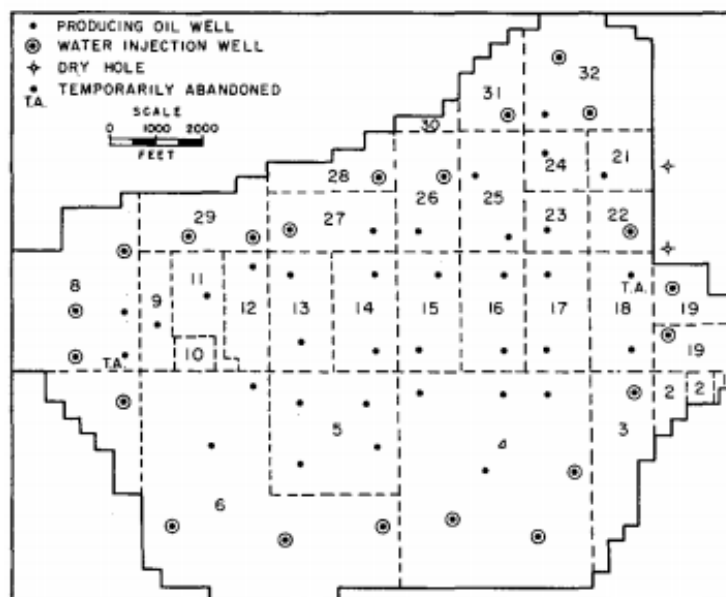 PRODUCING OIL WELL
WATER INJECTION WELL
DRY HOLE
TEMPORARILY ABANDONED
T.A.
SCALE
0 1000 2000
FEET
32
31
30
24 21
28
26 25
27 23 22
29
8 11
9 12 13 14 15 16 17 18 19
T.A.
10
19
T.A.
2 2
5 4 3
6